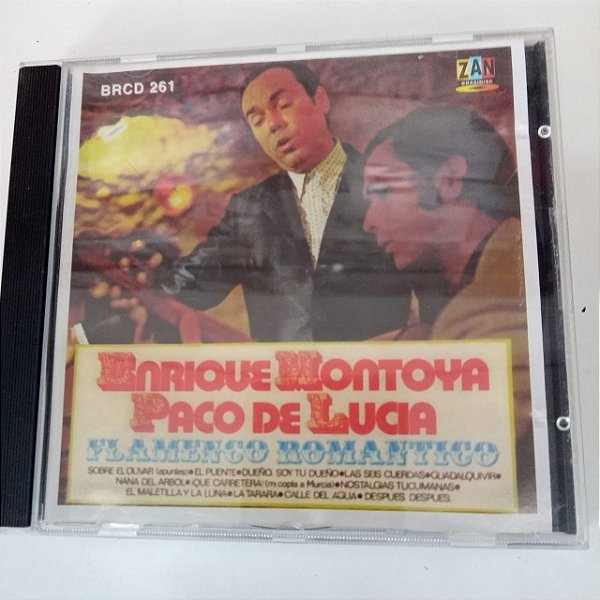 BRCD 261
ZAN
ENRIQUE MONTOYA
PACO DE LUCIA
FLAMENCO ROMANTICO
SOBRE EL OLIVAR (apuntes)●EL PUENTE●DUEÑO, SOY TU DUEÑO●LAS SEIS CUERDAS●GUADALQUIVIR●
NANA DEL ARBOL●¡QUE CARRETERA! (mi copla a Murcia)●NOSTALGIAS TUCUMANAS●
EL MALETILLA Y LA LUNA●LA TARARA●CALLE DEL AGUA●DESPUES, DESPUES.